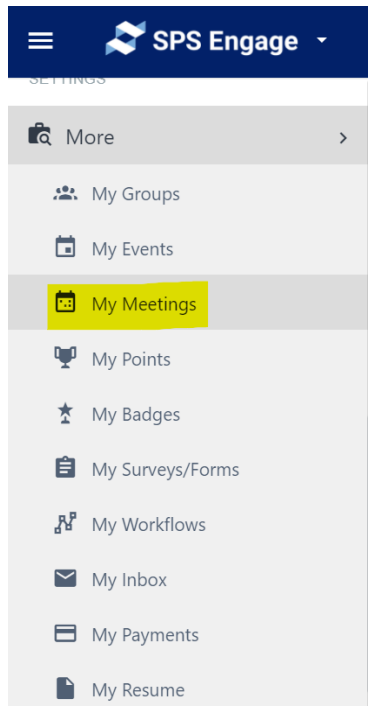 SPS Engage
SETTINGS
More
My Groups
My Events
My Meetings
My Points
My Badges
My Surveys/Forms
My Workflows
My Inbox
My Payments
My Resume